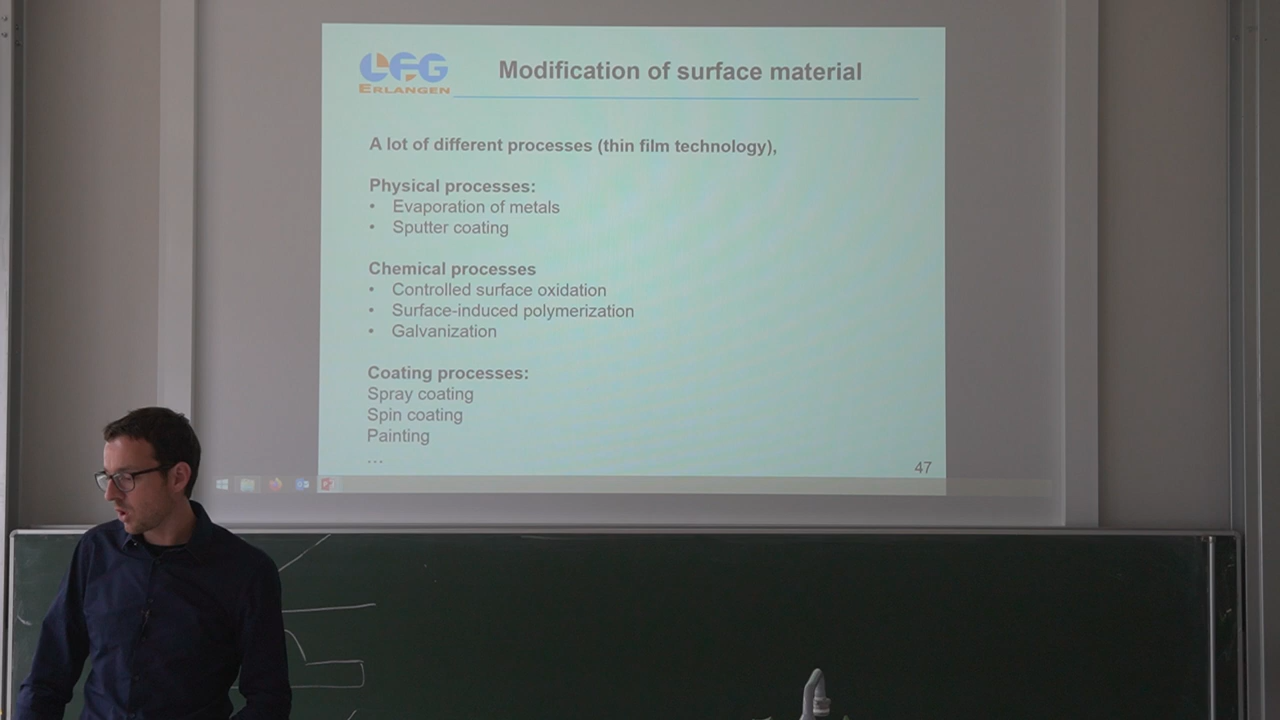 LFG
ERLANGEN
Modification of surface material
A lot of different processes (thin film technology),
Physical processes:
• Evaporation of metals
• Sputter coating
Chemical processes
• Controlled surface oxidation
• Surface-induced polymerization
• Galvanization
Coating processes:
Spray coating
Spin coating
Painting
...
47